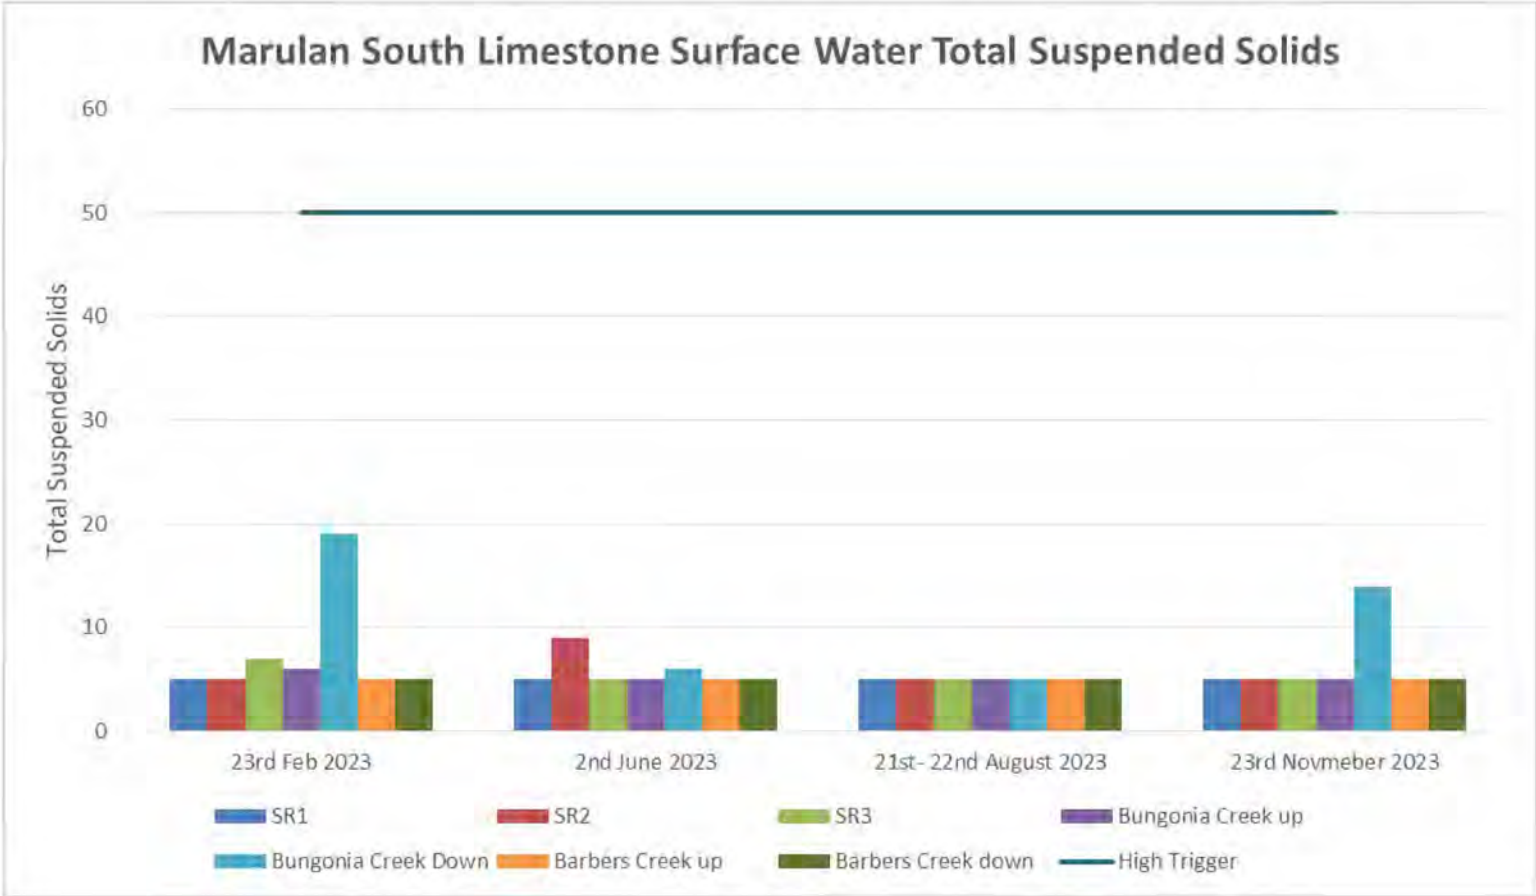 Marulan South Limestone Surface Water Total Suspended Solids
60
50
40
30
20
10
0
Total Suspended Solids
23rd Feb 2023
2nd June 2023
21st- 22nd August 2023
23rd Novmeber 2023
SR1
SR2
SR3
Bungonia Creek up
Bungonia Creek Down
Barbers Creek up
Barbers Creek down
High Trigger